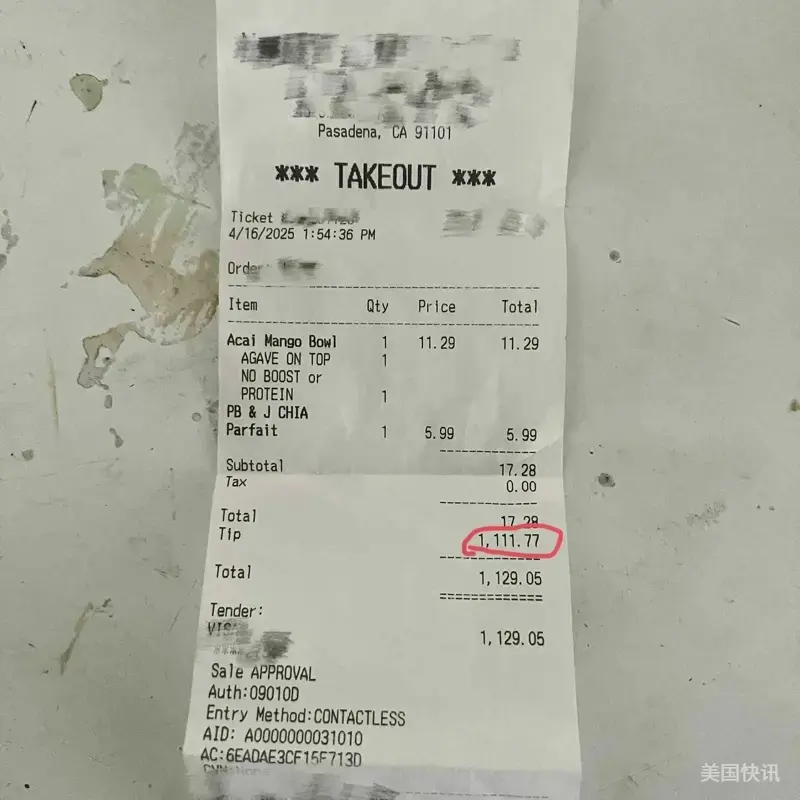 Pasadena, CA 91101
*** TAKEOUT ***
Ticket
4/16/2025 1:54:36 PM
Order
Item Qty Price Total
Acai Mango Bowl 1 11.29 11.29
AGAVE ON TOP 1
NO BOOST or
PROTEIN 1
PB & J CHIA
Parfait 1 5.99 5.99
Subtotal 17.28
Tax 0.00
Total 17.28
Tip 1,111.77
Total 1,129.05
Tender:
VISA 1,129.05
Sale APPROVAL
Auth:09010D
Entry Method:CONTACTLESS
AID: A0000000031010
AC:6EADAE3CF15F713D
美国快讯